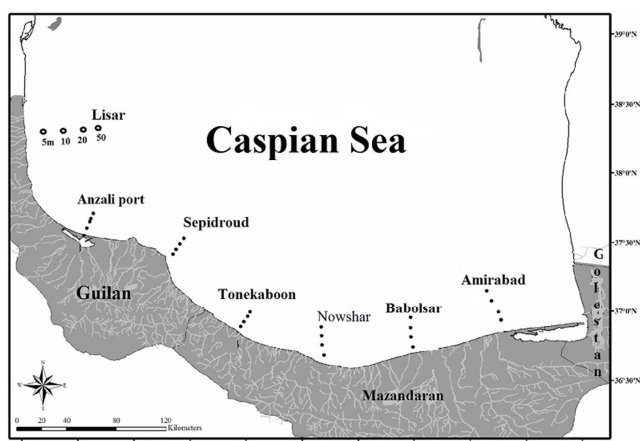 39°0'N
38°30'N
Lisar
5m 10 20 50
Caspian Sea
38°0'N
Anzali port
Sepidroud
37°30'N
Golestan
Guilan
Tonekaboon
Nowshar
Babolsar
Amirabad
37°0'N
Mazandaran
36°30'N
N
W E
S
0 20 40 80 120
Kilometers